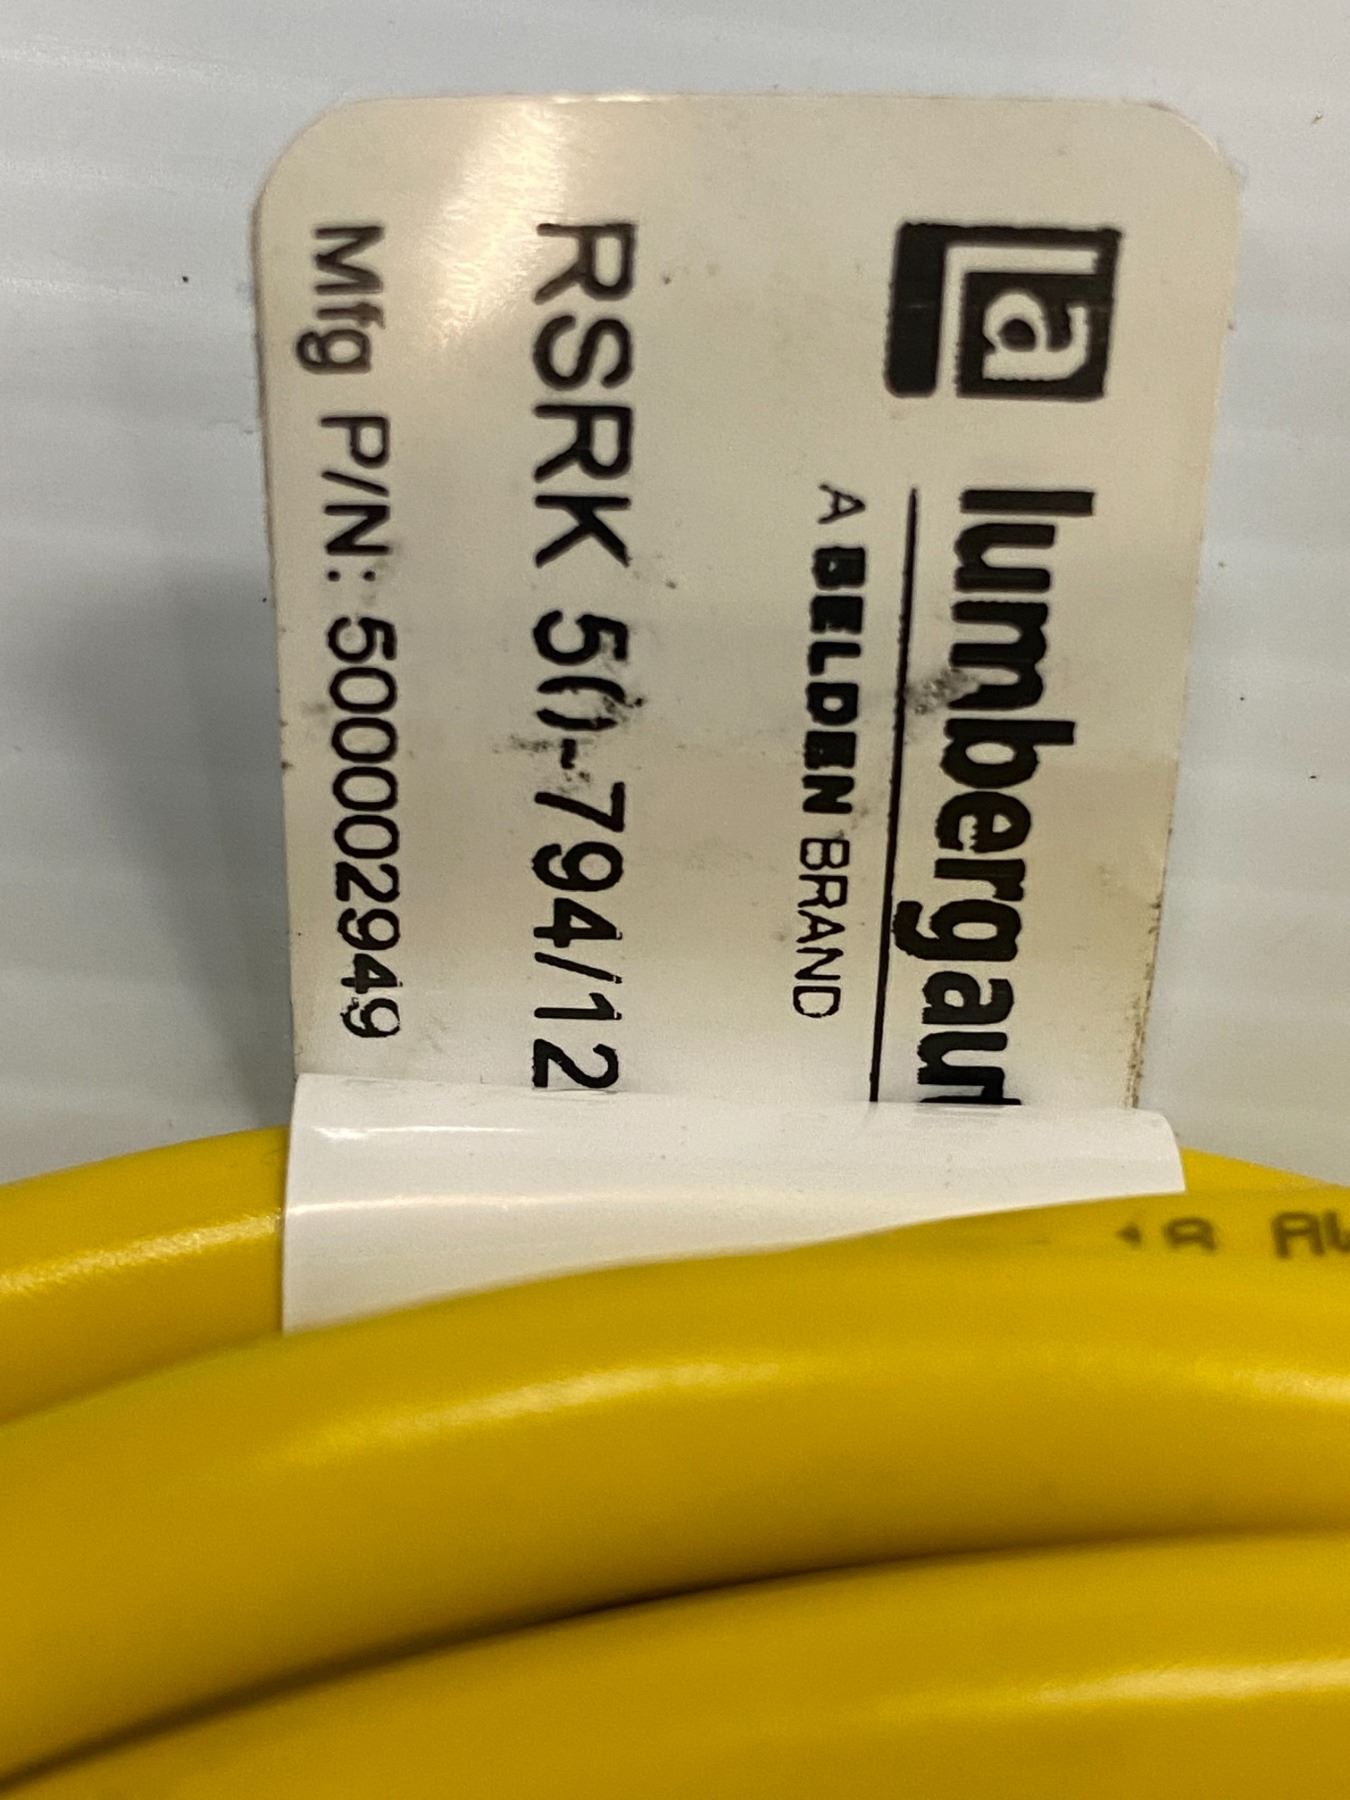 a lumbergaut
A BELDEN BRAND
RSRK 50-794/12
Mfg P/N: 500002949